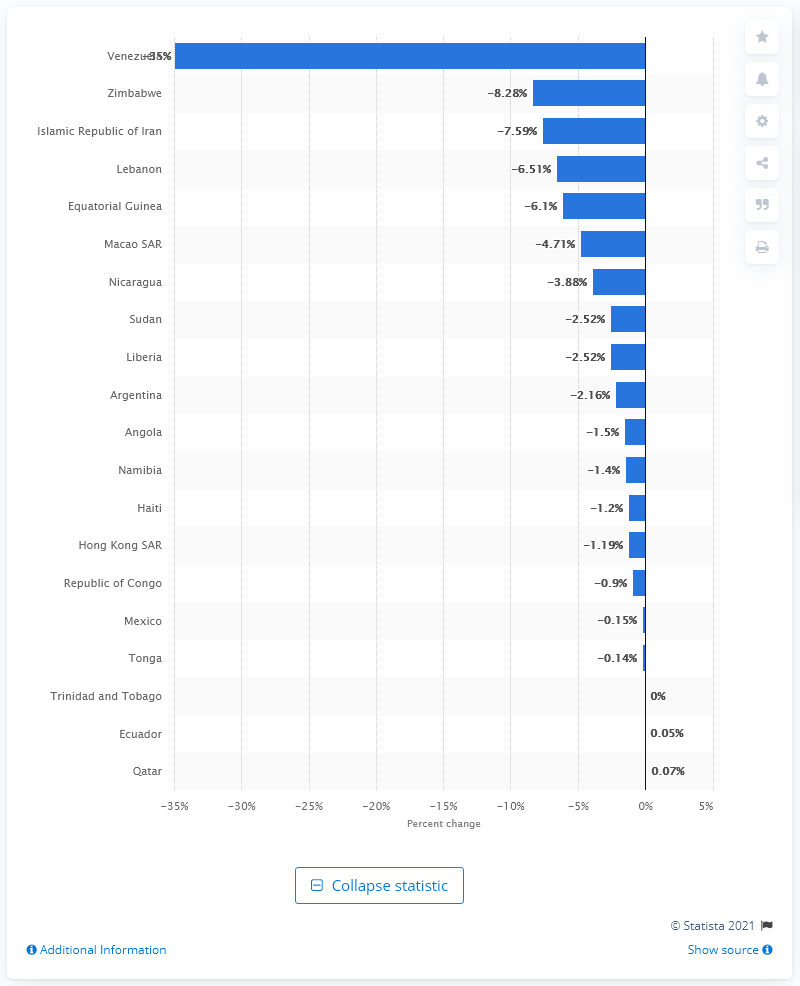 Venezuela -35%
Zimbabwe -8.28%
Islamic Republic of Iran -7.59%
Lebanon -6.51%
Equatorial Guinea -6.1%
Macao SAR -4.71%
Nicaragua -3.88%
Sudan -2.52%
Liberia -2.52%
Argentina -2.16%
Angola -1.5%
Namibia -1.4%
Haiti -1.2%
Hong Kong SAR -1.19%
Republic of Congo -0.9%
Mexico -0.15%
Tonga -0.14%
Trinidad and Tobago 0%
Ecuador 0.05%
Qatar 0.07%
-35% -30% -25% -20% -15% -10% -5% 0% 5%
Percent change
Collapse statistic
© Statista 2021
Additional Information Show source